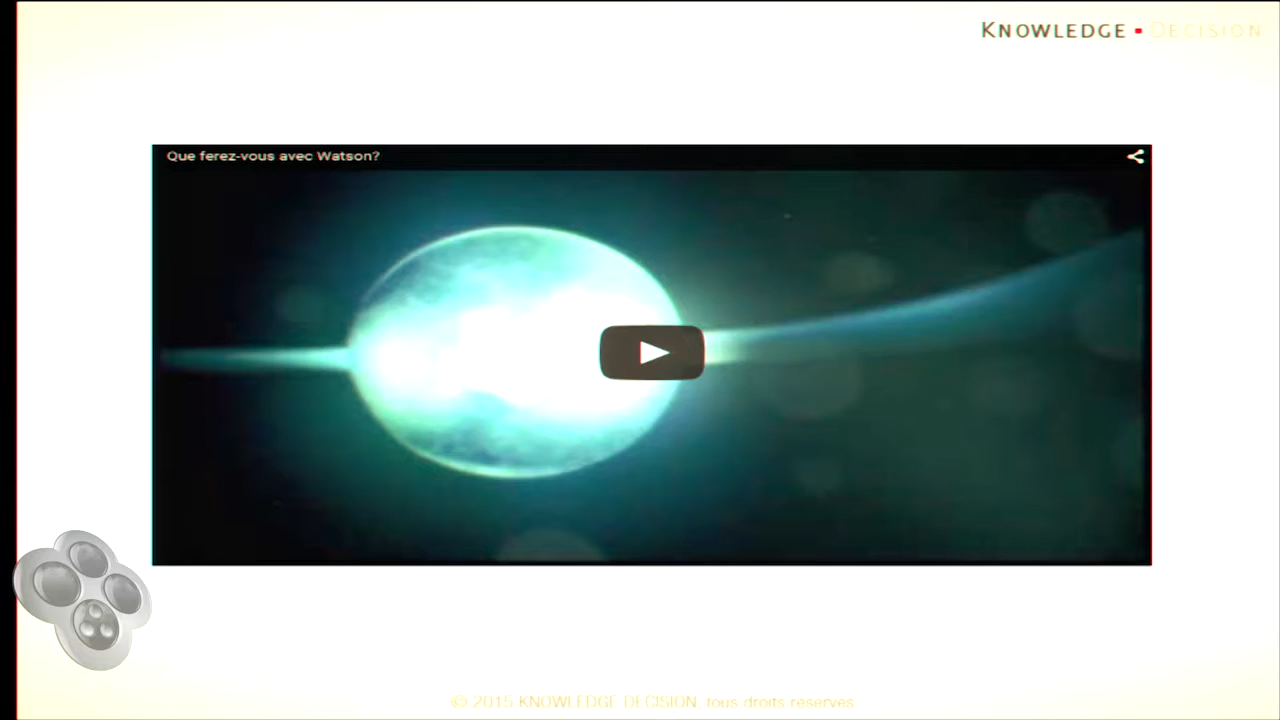 KNOWLEDGE ▪ DECISION
Que ferez-vous avec Watson?
© 2015 KNOWLEDGE DECISION, tous droits reserves